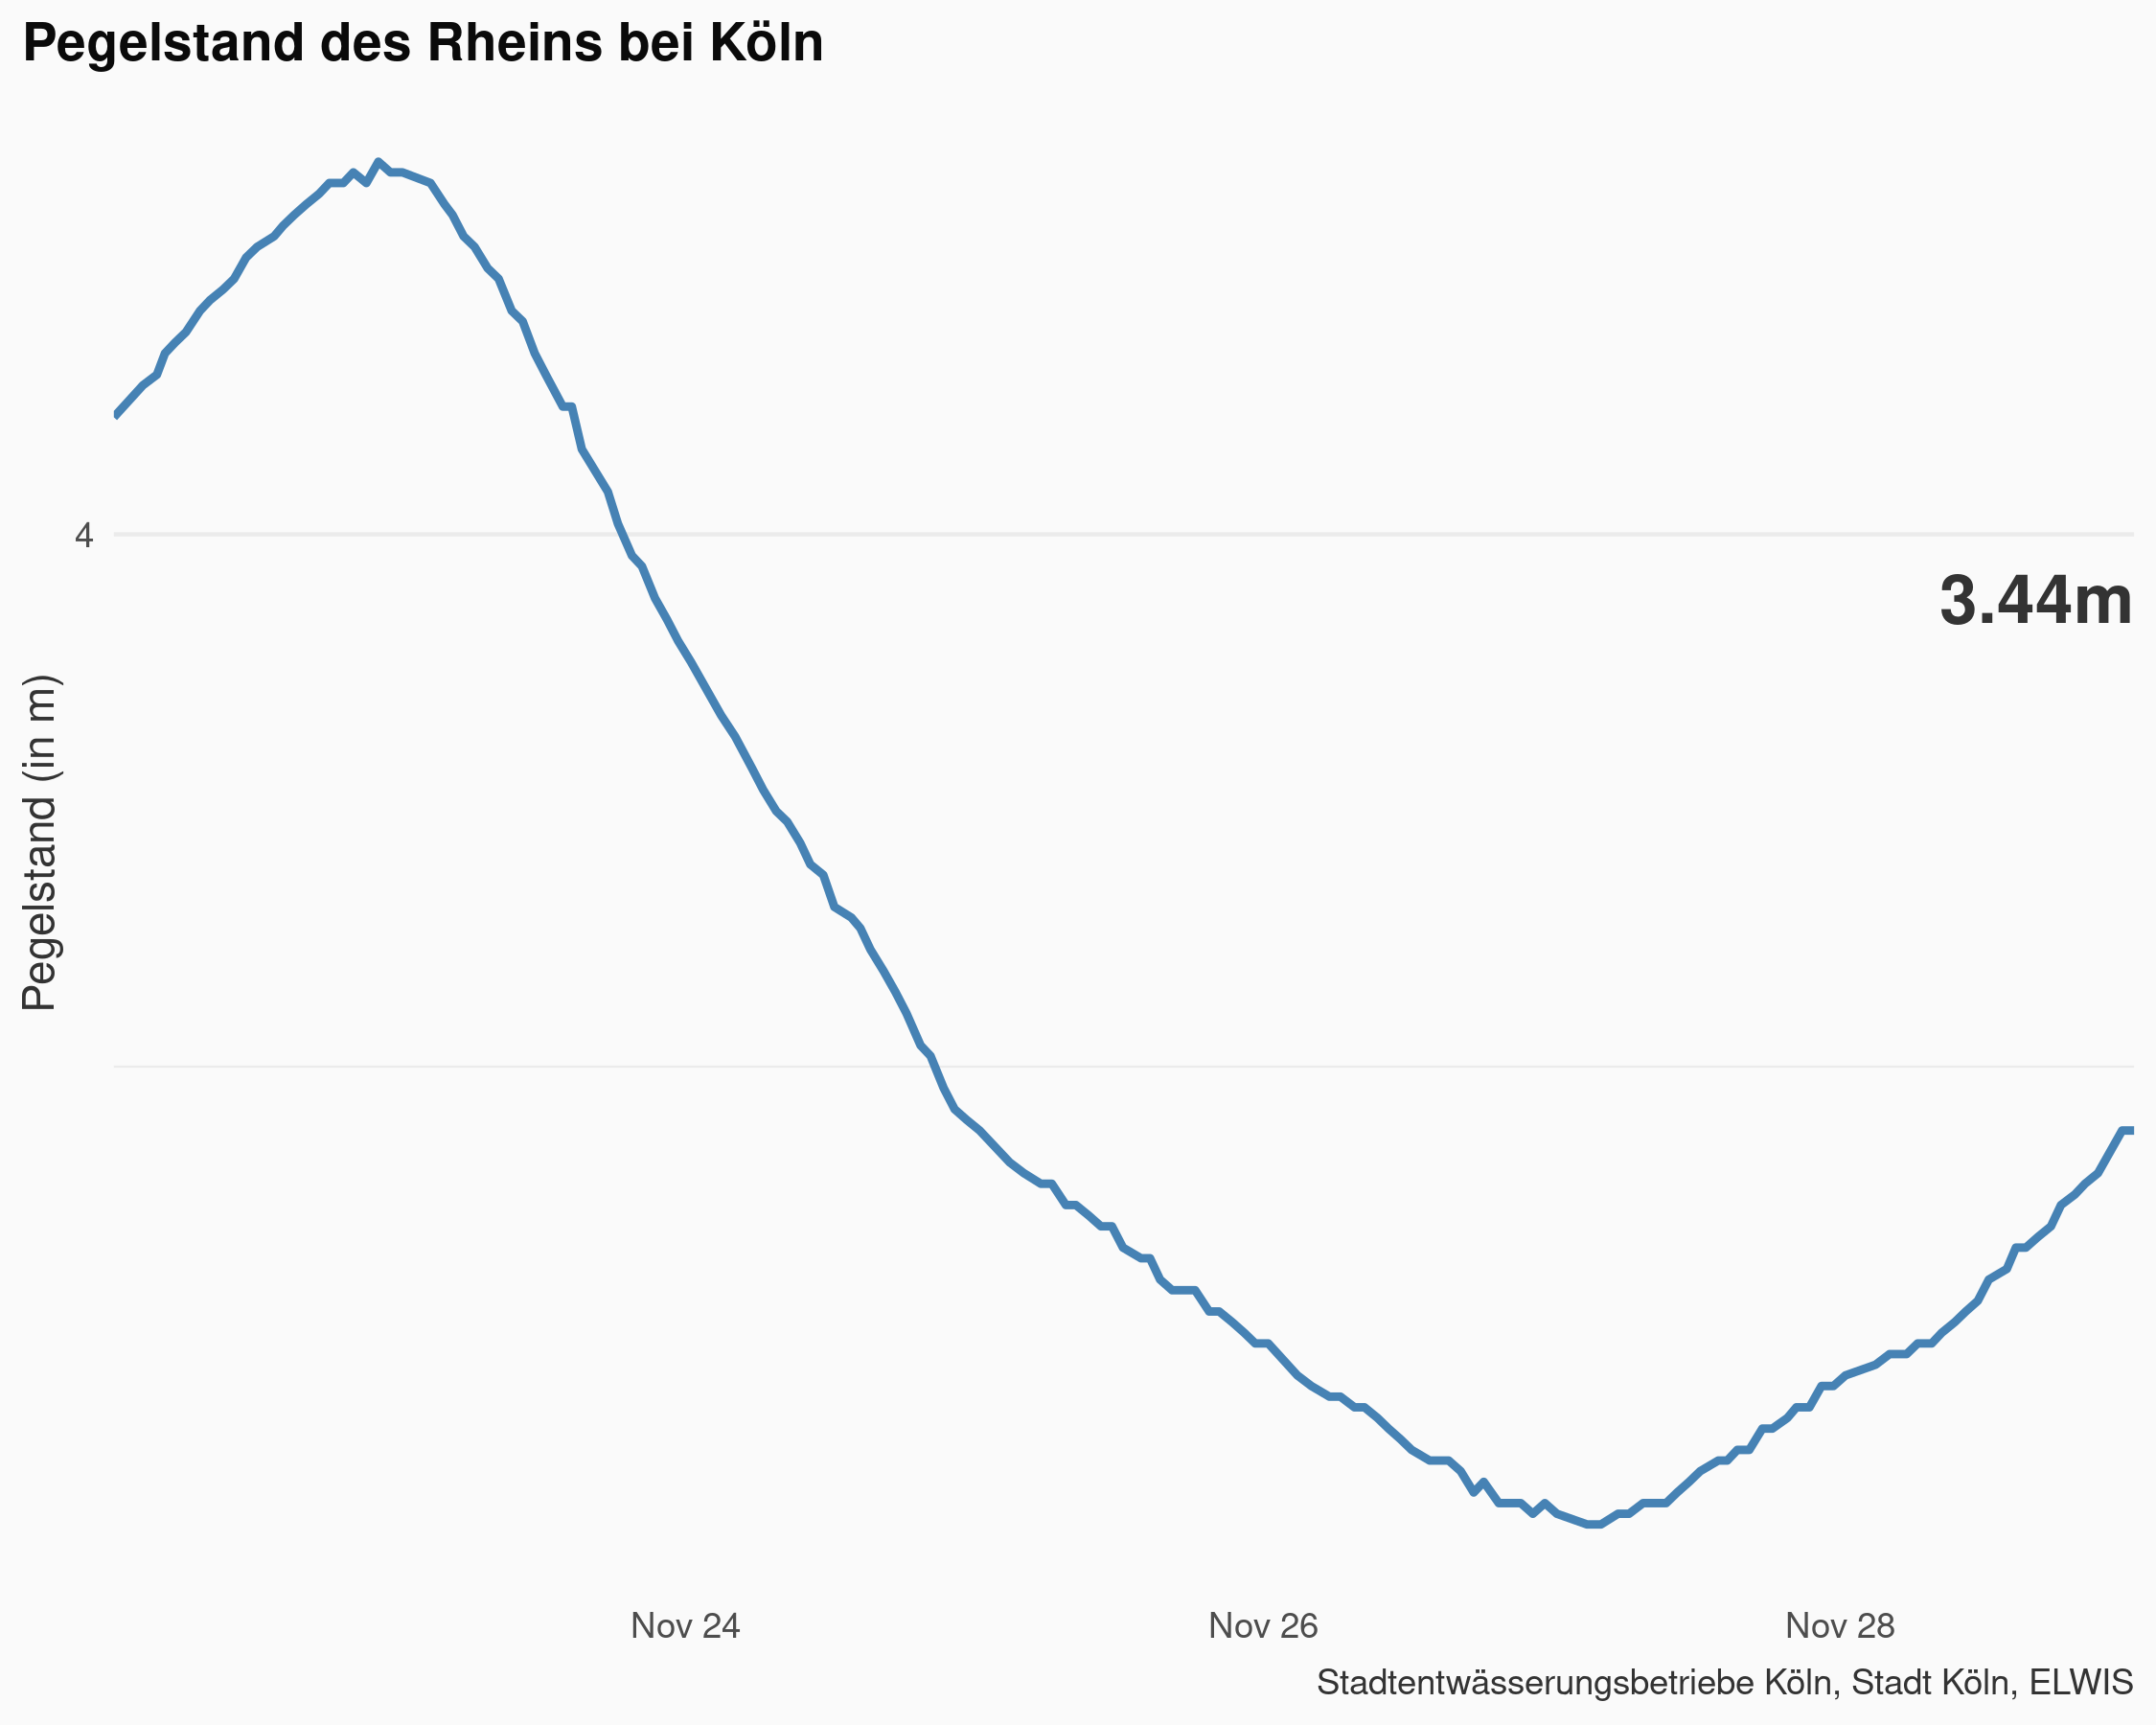 Pegelstand des Rheins bei Köln
4
3.44m
Pegelstand (in m)
Nov 24
Nov 26
Nov 28
Stadtentwässerungsbetriebe Köln, Stadt Köln, ELWIS